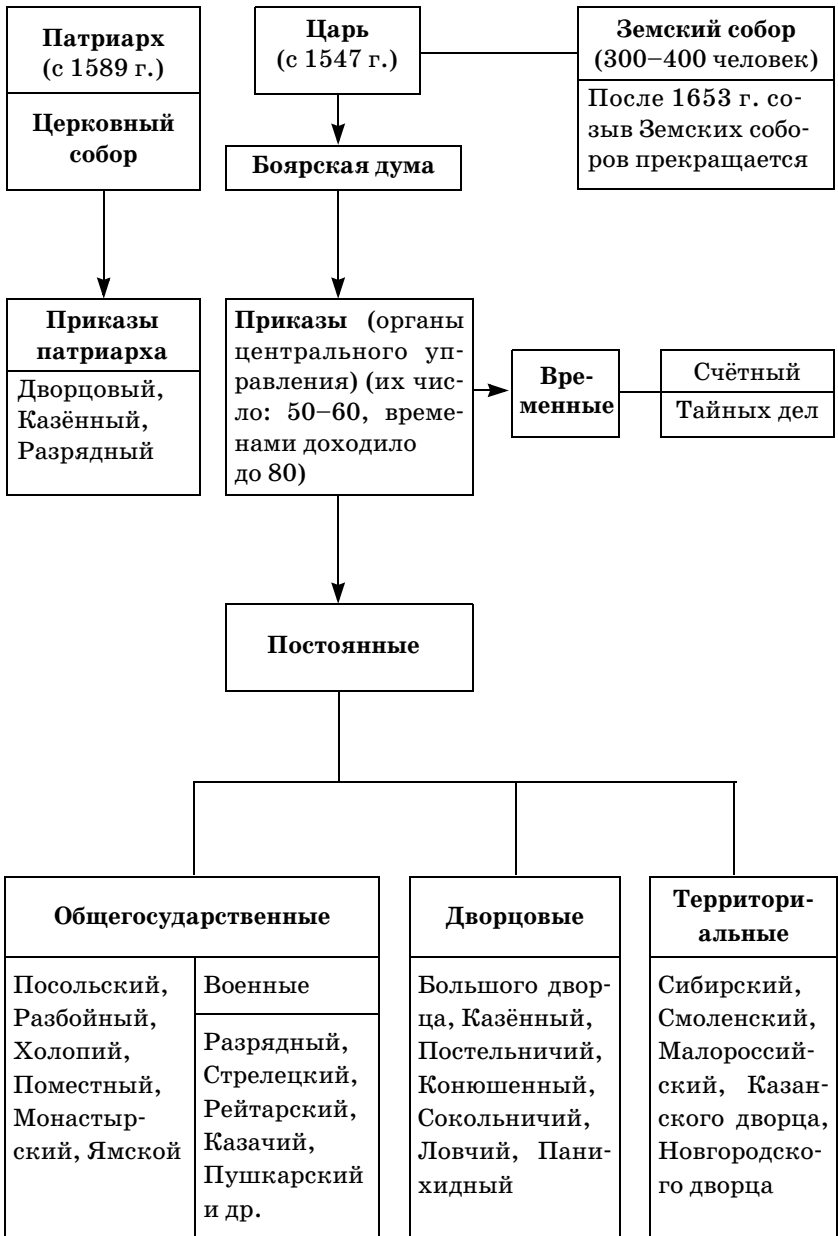 Патриарх
(с 1589 г.)
Церковный
собор
Царь
(с 1547 г.)
Земский собор
(300–400 человек)
После 1653 г. со-
зыв Земских собо-
ров прекращается
Боярская дума
Приказы
патриарха
Дворцовый,
Казённый,
Разрядный
Приказы (органы
центрального уп-
равления) (их чис-
ло: 50–60, време-
нами доходило
до 80)
Вре-
менные
Счётный
Тайных дел
Постоянные
Общегосударственные
Посольский,
Разбойный,
Холопий,
Поместный,
Монастыр-
ский, Ямской
Военные
Разрядный,
Стрелецкий,
Рейтарский,
Казачий,
Пушкарский
и др.
Дворцовые
Большого двор-
ца, Казённый,
Постельничий,
Конюшенный,
Сокольничий,
Ловчий, Пани-
хидный
Территори-
альные
Сибирский,
Смоленский,
Малороссий-
ский, Казан-
ского дворца,
Новгородско-
го дворца